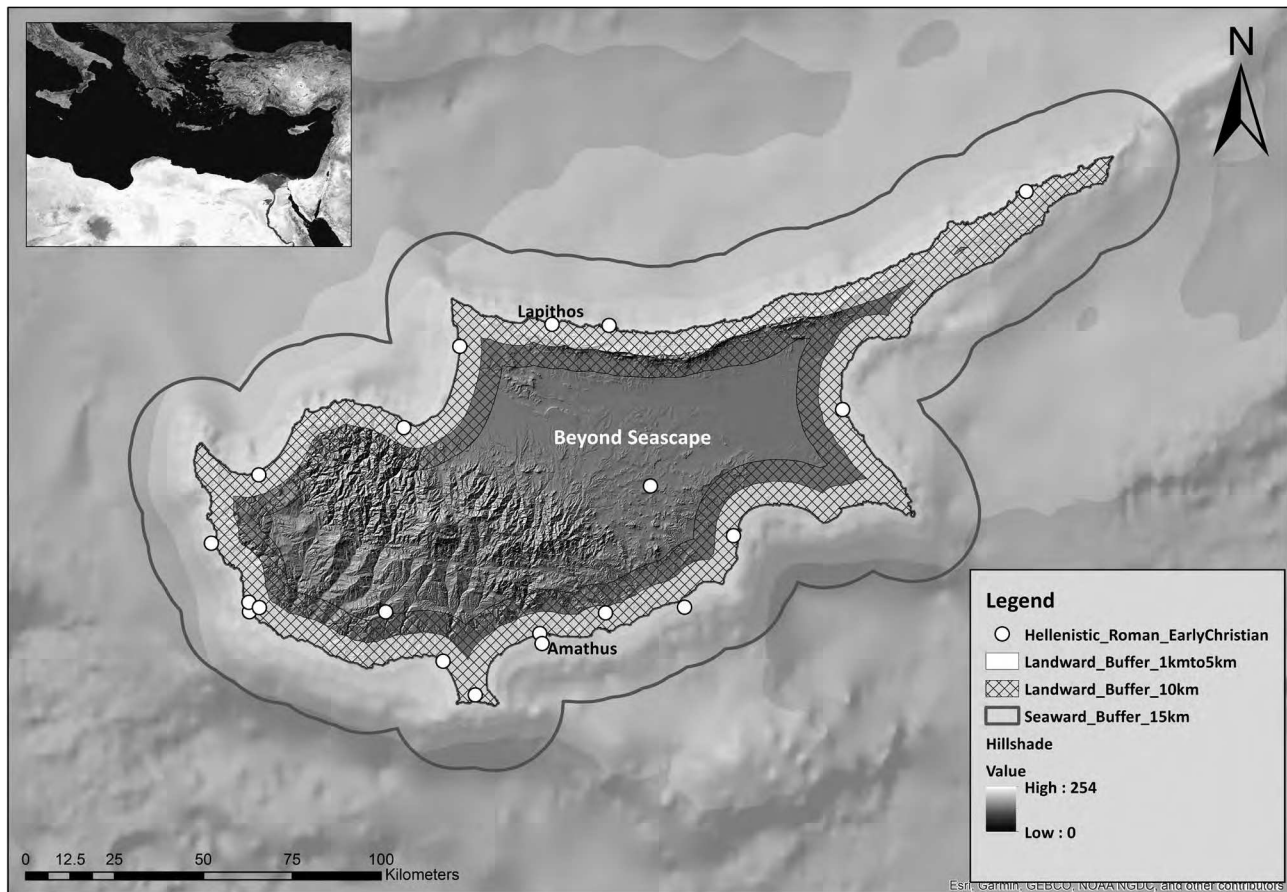 N
Lapithos
Beyond Seascape
Amathus
Legend
Hellenistic_Roman_EarlyChristian
Landward_Buffer_1kmto5km
Landward_Buffer_10km
Seaward_Buffer_15km
Hillshade
Value
High : 254
Low : 0
0 12.5 25 50 75 100
Kilometers
Esri, Garmin, GEBCO, NOAA NGDC, and other contributors